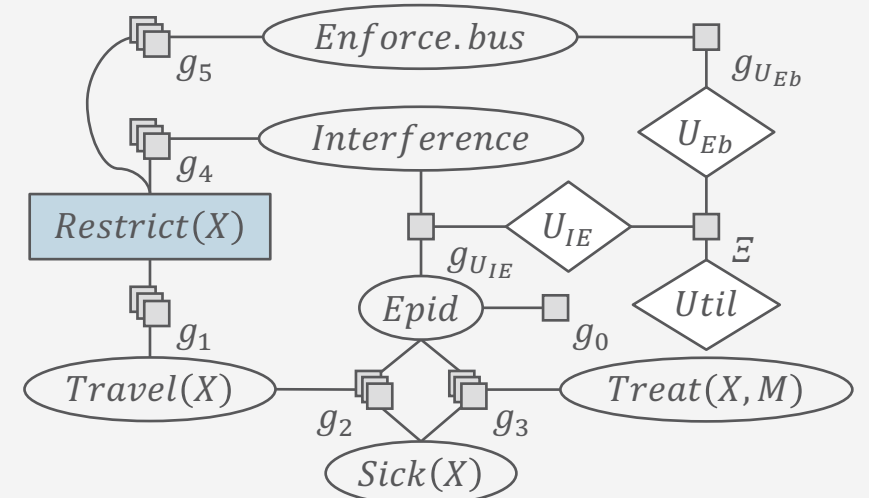 Enforce.bus
g₅
g_{U_{Eb}}
Interference
U_{Eb}
g₄
Restrict(X)
U_{IE}
g_{U_{IE}}
Ξ
Epid
Util
g₁
g₀
Travel(X)
Treat(X, M)
g₂
g₃
Sick(X)